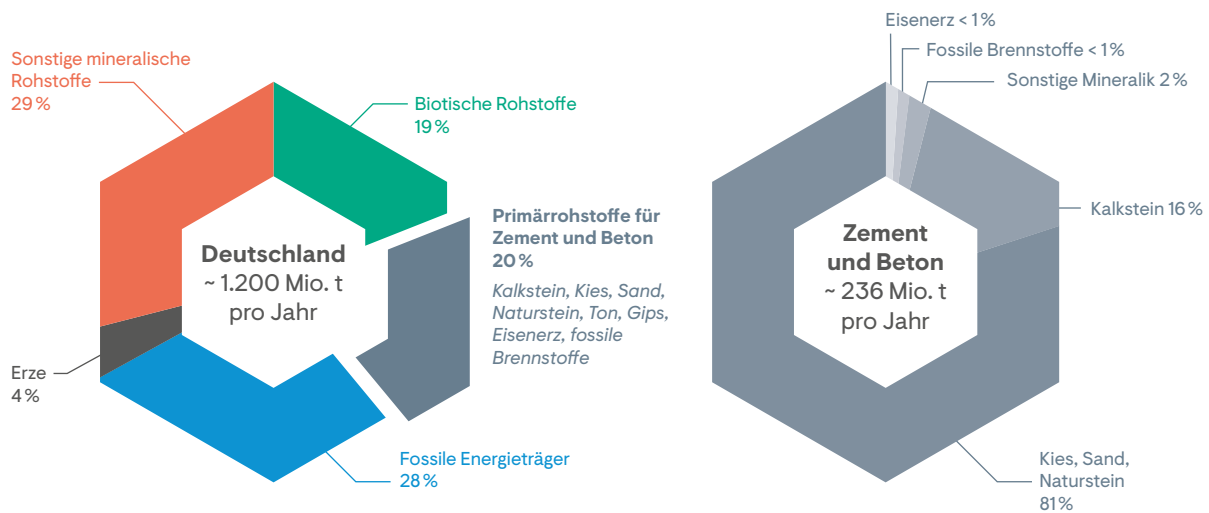 Sonstige mineralische
Rohstoffe
29 %
Biotische Rohstoffe
19 %
Primärrohstoffe für
Zement und Beton
20 %
Kalkstein, Kies, Sand,
Naturstein, Ton, Gips,
Eisenerz, fossile
Brennstoffe
Deutschland
~ 1.200 Mio. t
pro Jahr
Erze
4 %
Fossile Energieträger
28 %
Eisenerz < 1 %
Fossile Brennstoffe < 1 %
Sonstige Mineralik 2 %
Kalkstein 16 %
Zement
und Beton
~ 236 Mio. t
pro Jahr
Kies, Sand,
Naturstein
81 %